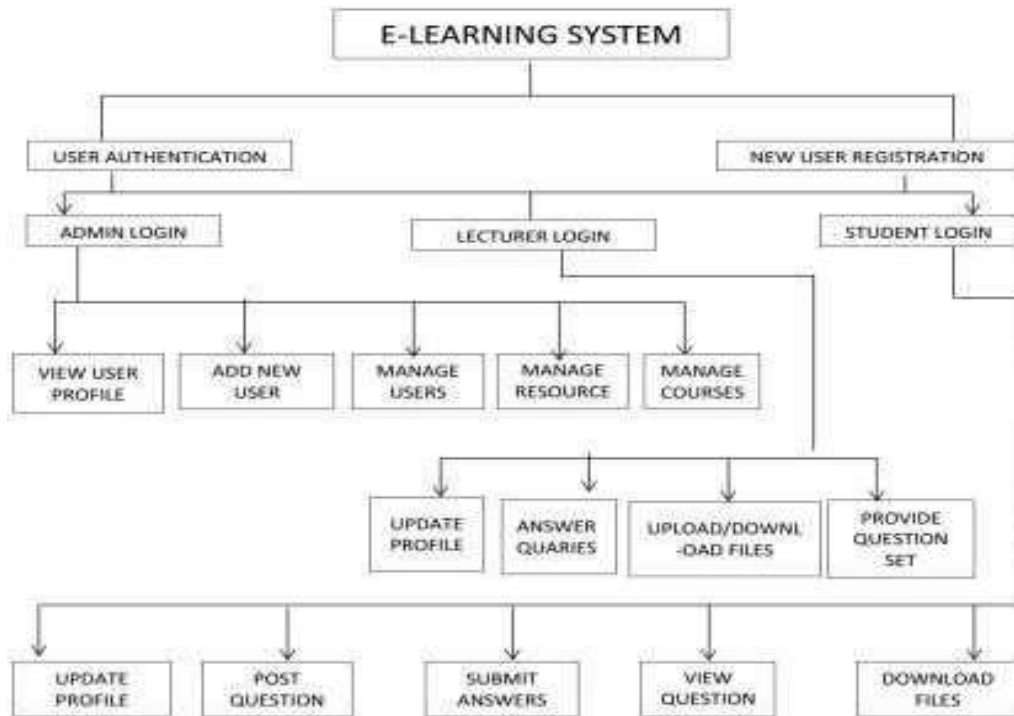 E-LEARNING SYSTEM
USER AUTHENTICATION
NEW USER REGISTRATION
ADMIN LOGIN
LECTURER LOGIN
STUDENT LOGIN
VIEW USER
PROFILE
ADD NEW
USER
MANAGE
USERS
MANAGE
RESOURCE
MANAGE
COURSES
UPDATE
PROFILE
ANSWER
QUARIES
UPLOAD/DOWNL
-OAD FILES
PROVIDE
QUESTION
SET
UPDATE
PROFILE
POST
QUESTION
SUBMIT
ANSWERS
VIEW
QUESTION
DOWNLOAD
FILES